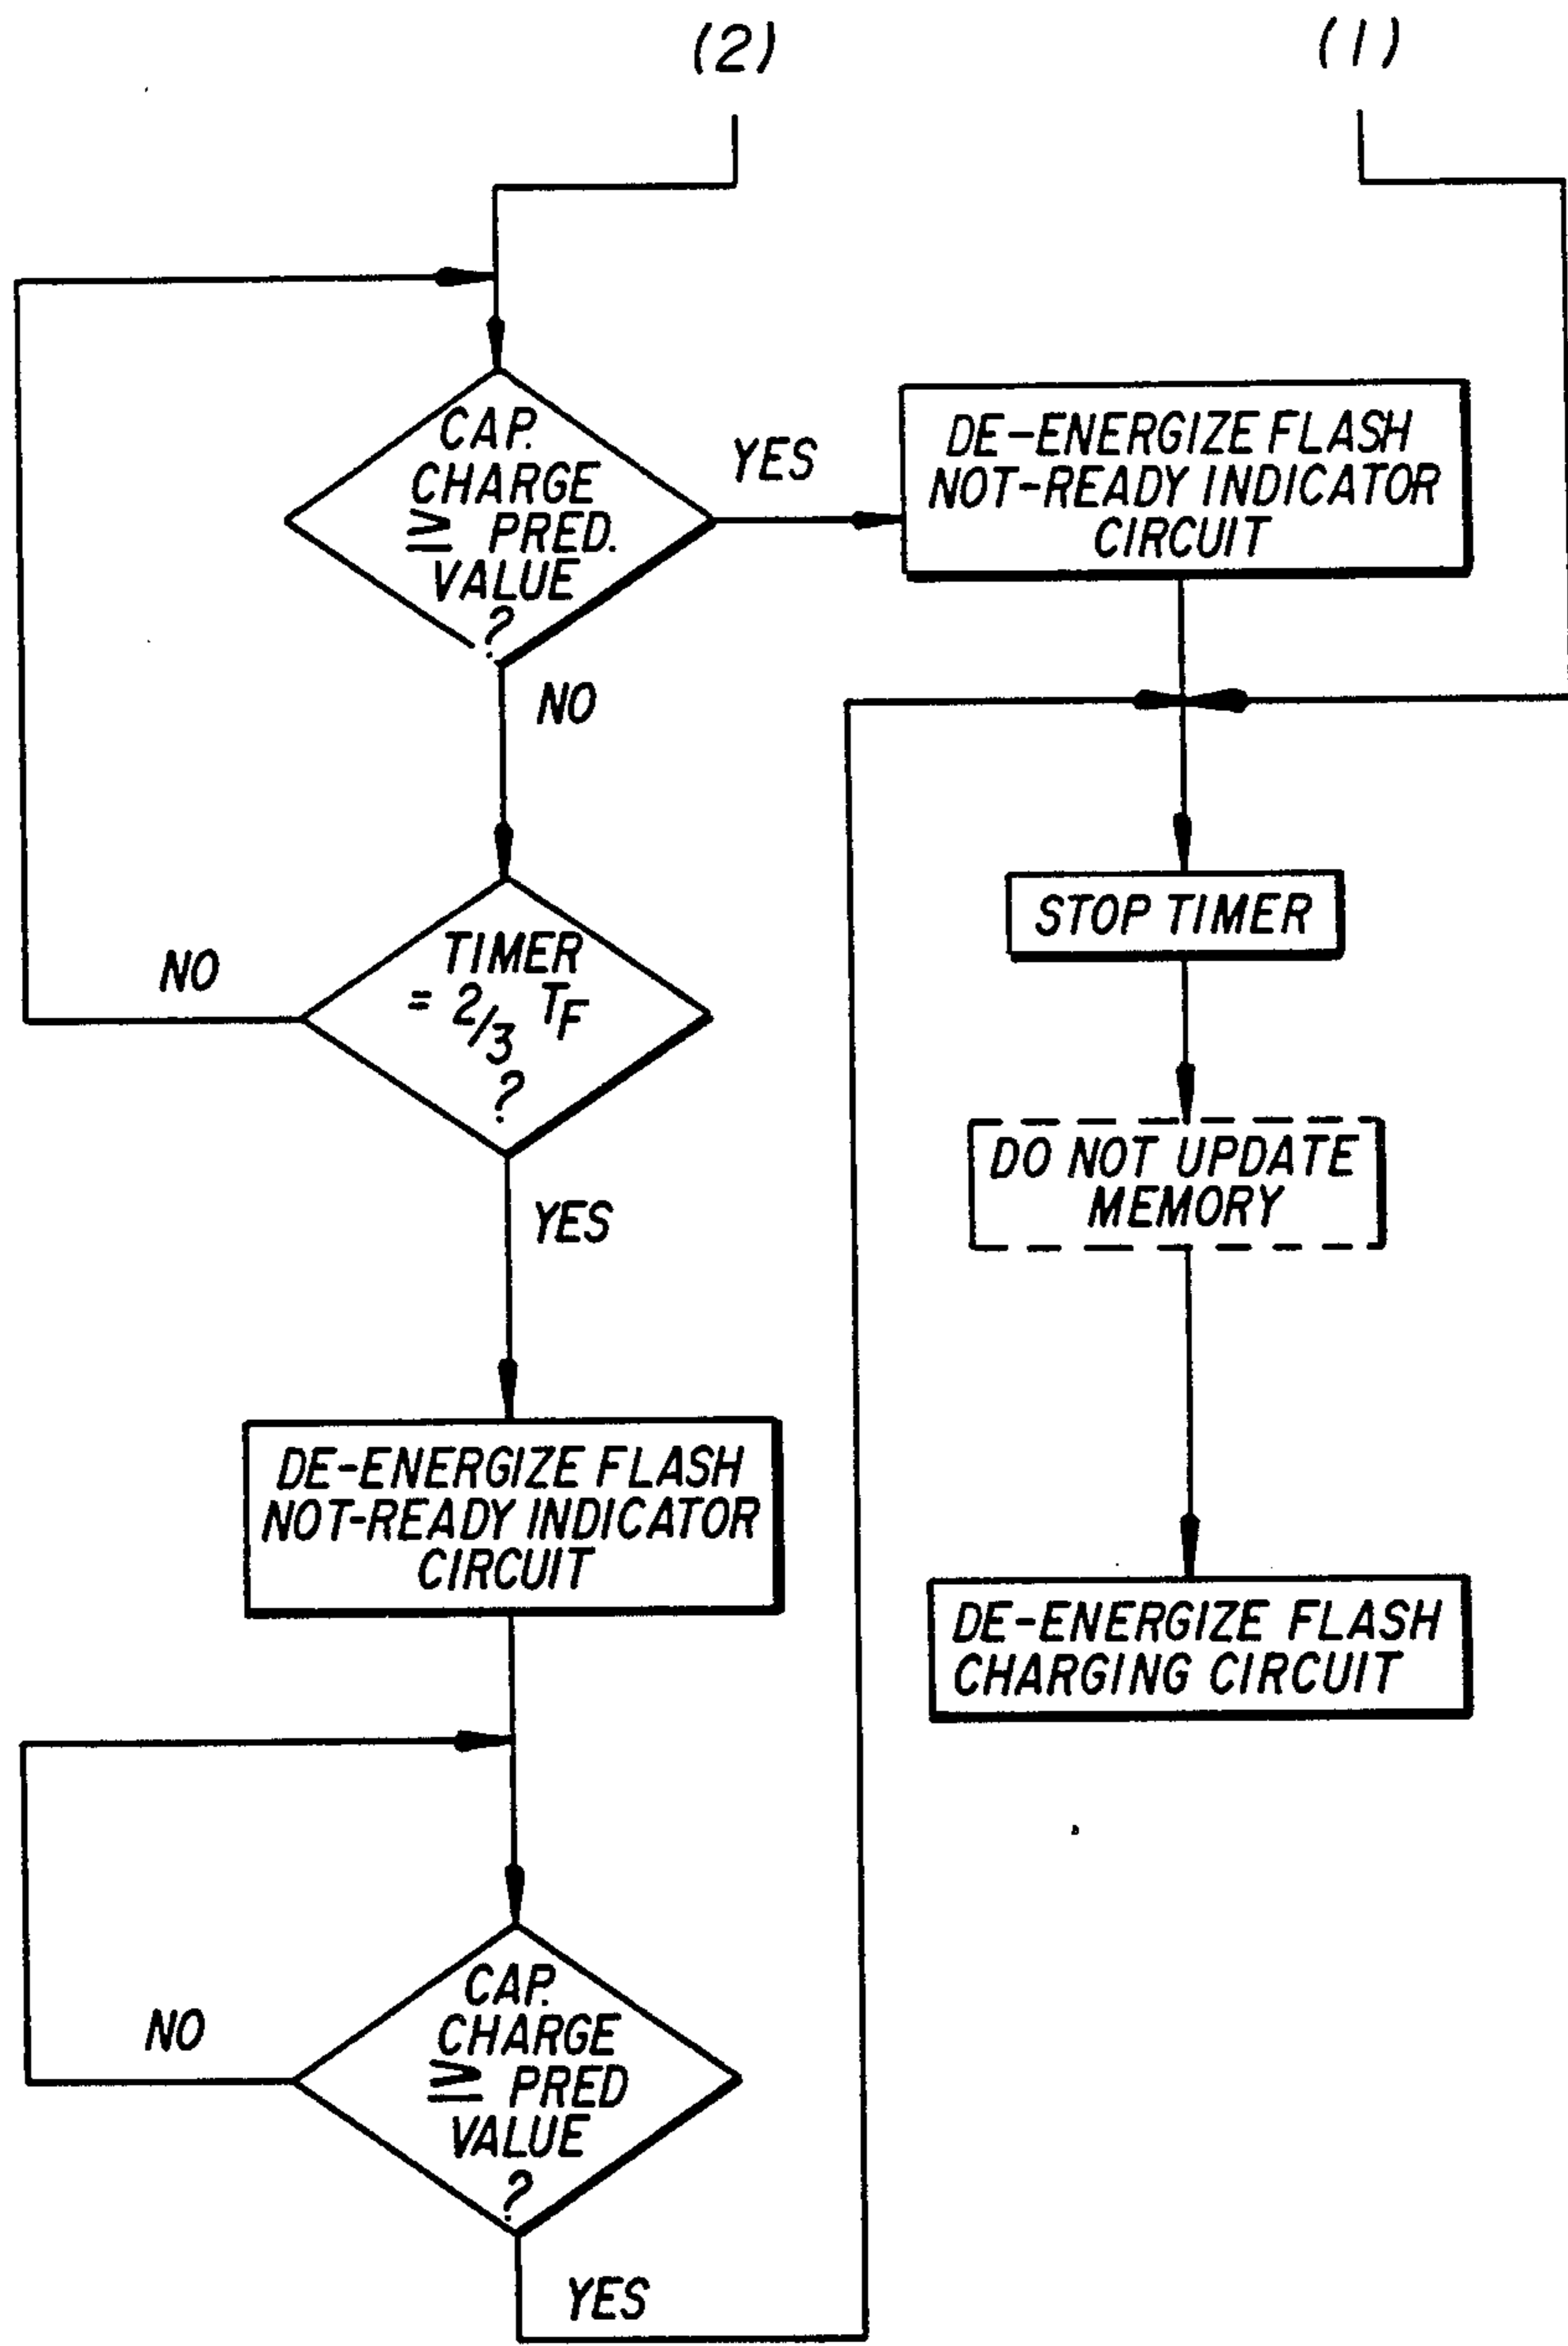 (2)
(1)
CAP.
CHARGE
≥ PRED.
VALUE
?
YES
DE-ENERGIZE FLASH
NOT-READY INDICATOR
CIRCUIT
NO
STOP TIMER
TIMER
= 2/3 TF
?
NO
DO NOT UPDATE
MEMORY
YES
DE-ENERGIZE FLASH
NOT-READY INDICATOR
CIRCUIT
DE-ENERGIZE FLASH
CHARGING CIRCUIT
CAP.
CHARGE
≥ PRED
VALUE
?
NO
YES